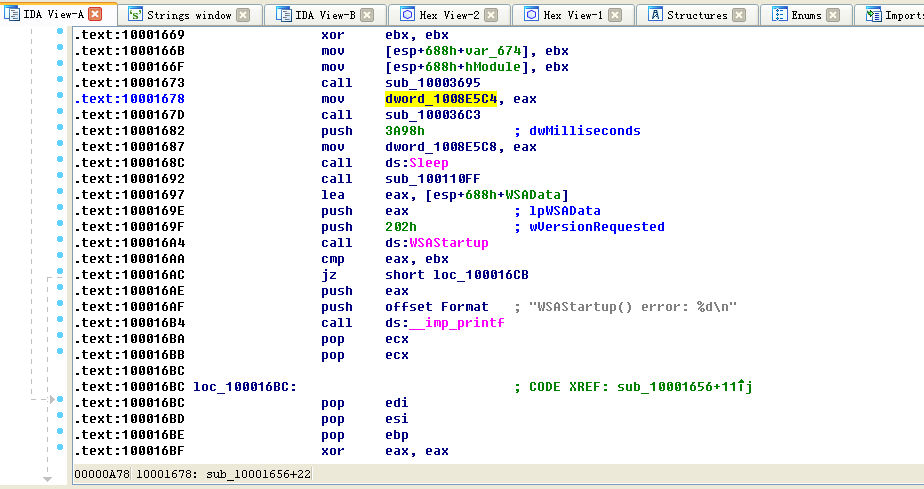 IDA View-A Strings window IDA View-B Hex View-2 Hex View-1 Structures Enums Imports
.text:10001669 xor ebx, ebx
.text:1000166B mov [esp+688h+var_674], ebx
.text:1000166F mov [esp+688h+hModule], ebx
.text:10001673 call sub_10003695
.text:10001678 mov dword_1008E5C4, eax
.text:1000167D call sub_100036C3
.text:10001682 push 3A98h ; dwMilliseconds
.text:10001687 mov dword_1008E5C8, eax
.text:1000168C call ds:Sleep
.text:10001692 call sub_100110FF
.text:10001697 lea eax, [esp+688h+WSAData]
.text:1000169E push eax ; lpWSAData
.text:1000169F push 202h ; wVersionRequested
.text:100016A4 call ds:WSAStartup
.text:100016AA cmp eax, ebx
.text:100016AC jz short loc_100016CB
.text:100016AE push eax
.text:100016AF push offset Format ; "WSAStartup() error: %d\n"
.text:100016B4 call ds:__imp_printf
.text:100016BA pop ecx
.text:100016BB pop ecx
.text:100016BC
.text:100016BC loc_100016BC: ; CODE XREF: sub_10001656+11↑j
.text:100016BC pop edi
.text:100016BD pop esi
.text:100016BE pop ebp
.text:100016BF xor eax, eax
00000A78 10001678: sub_10001656+22